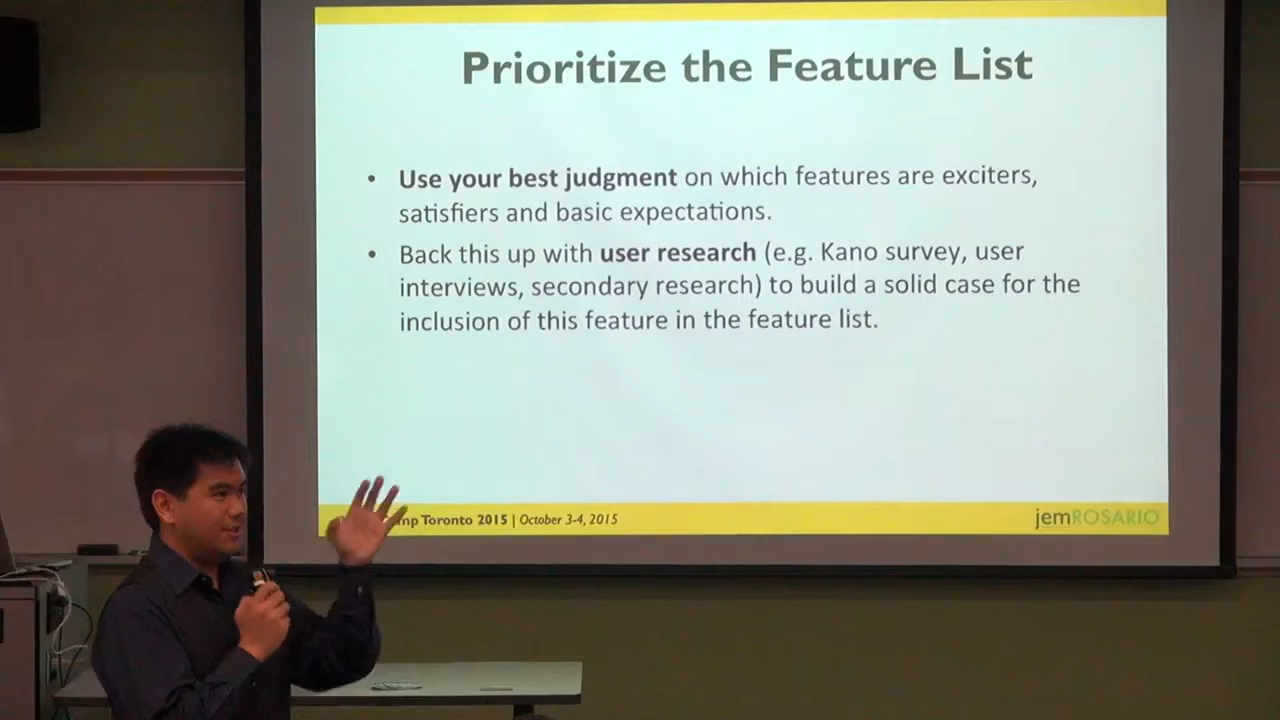 Prioritize the Feature List
• Use your best judgment on which features are exciters,
satisfiers and basic expectations.
• Back this up with user research (e.g. Kano survey, user
interviews, secondary research) to build a solid case for the
inclusion of this feature in the feature list.
Toronto 2015 | October 3-4, 2015
jemROSARIO